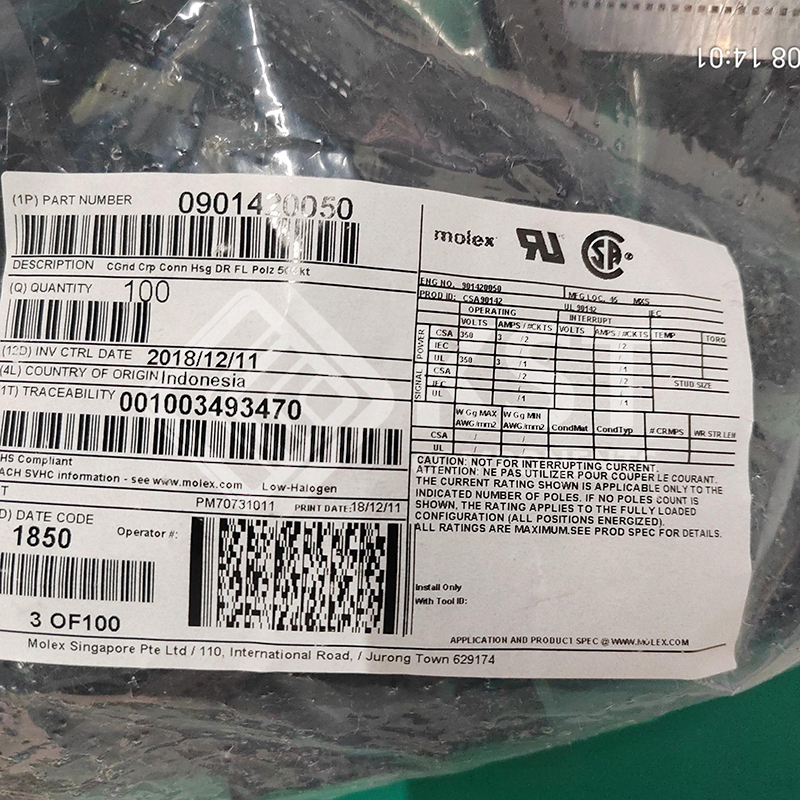 08 14:01
(1P) PART NUMBER 0901420050
DESCRIPTION CGnd Crp Conn Hsg DR FL Polz 50Ckt
(Q) QUANTITY 100
(12D) INV CTRL DATE 2018/12/11
(4L) COUNTRY OF ORIGIN Indonesia
1T) TRACEABILITY 001003493470
HS Compliant
ACH SVHC information - see www.molex.com Low-Halogen
T PM70731011 PRINT DATE:18/12/11
D) DATE CODE
1850 Operator #:
3 OF100
molex
ENG NO. 901420050 MFG LOC. 46 MXS
PROD ID: CSA 90142 UL 90142 EC
OPERATING INTERRUPT
VOLTS AMPS / #CKTS VOLTS AMPS / #CKTS TEMP TORQ
POWER
CSA 350 3 /2 /2
IEC / /
UL 350 3 /2 /2
SIGNAL
CSA /1 /2 STUD SIZE
IEC / /
UL /1 /1
W Gg MAX W Gg MIN
AWG/mm2 AWG/mm2 CondMat CondTyp # CRMPS WR STR LEN
CSA / /
UL / /
CAUTION: NOT FOR INTERRUPTING CURRENT.
ATTENTION: NE PAS UTILIZER POUR COUPER LE COURANT.
THE CURRENT RATING SHOWN IS APPLICABLE ONLY TO THE
INDICATED NUMBER OF POLES. IF NO POLES COUNT IS
SHOWN, THE RATING APPLIES TO THE FULLY LOADED
CONFIGURATION (ALL POSITIONS ENERGIZED).
ALL RATINGS ARE MAXIMUM.SEE PROD SPEC FOR DETAILS.
Install Only
With Tool ID:
APPLICATION AND PRODUCT SPEC @ WWW.MOLEX.COM
Molex Singapore Pte Ltd / 110, International Road, / Jurong Town 629174